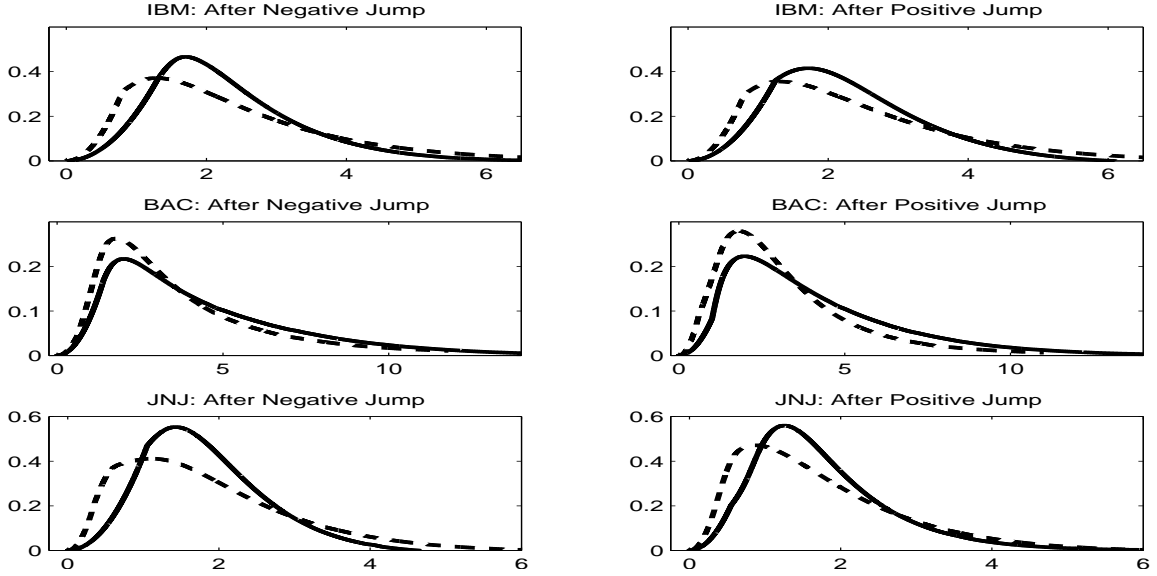 IBM: After Negative Jump
0.4
0.2
0
0 2 4 6
IBM: After Positive Jump
0.4
0.2
0
0 2 4 6
BAC: After Negative Jump
0.2
0.1
0
0 5 10
BAC: After Positive Jump
0.2
0.1
0
0 5 10
JNJ: After Negative Jump
0.6
0.4
0.2
0
0 2 4 6
JNJ: After Positive Jump
0.6
0.4
0.2
0
0 2 4 6